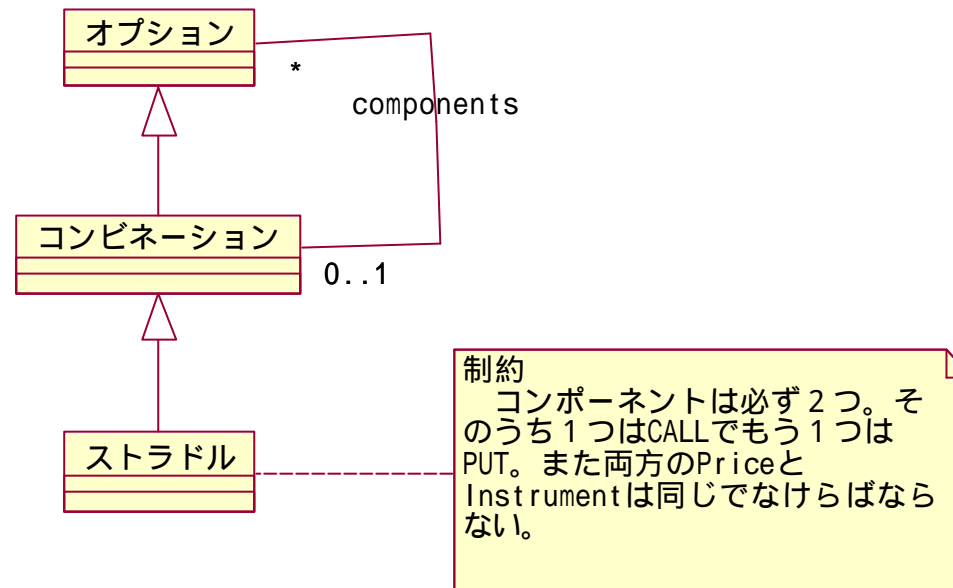 オプション
*
components
コンビネーション
0..1
制約
　コンポーネントは必ず２つ。そ
のうち１つはCALLでもう１つは
PUT。また両方のPriceと
Instrumentは同じでなけらばなら
ない。
ストラドル